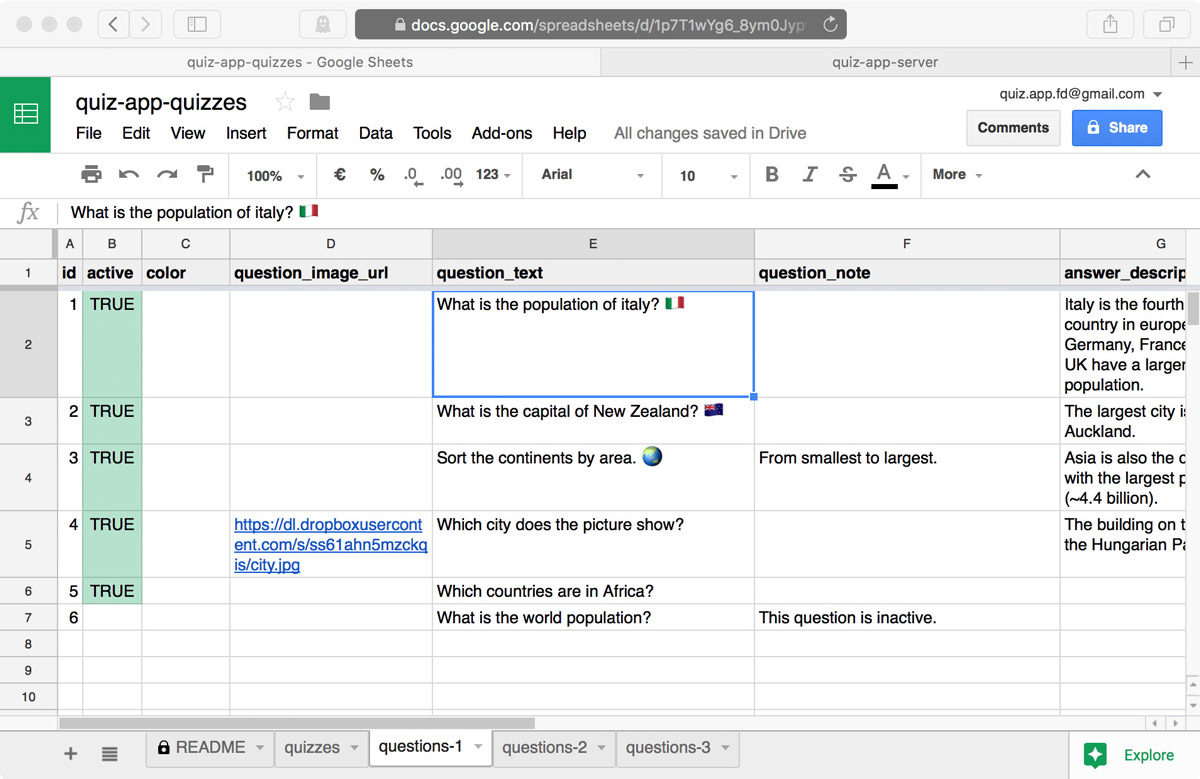 docs.google.com/spreadsheets/d/1p7T1wYg6_8ym0Jyp
quiz-app-quizzes - Google Sheets
quiz-app-server
quiz-app-quizzes
quiz.app.fd@gmail.com
File Edit View Insert Format Data Tools Add-ons Help All changes saved in Drive
Comments
Share
100% € % .0 .00 123 Arial 10 B I S A More
fx What is the population of italy? 🇮🇹
A B C D E F G
1 id active color question_image_url question_text question_note answer_descrip
2 1 TRUE What is the population of italy? 🇮🇹
Italy is the fourth
country in europe
Germany, France
UK have a larger
population.
3 2 TRUE What is the capital of New Zealand? 🇳🇿
The largest city is
Auckland.
4 3 TRUE Sort the continents by area. 🌏 From smallest to largest.
Asia is also the c
with the largest p
(~4.4 billion).
5 4 TRUE
https://dl.dropboxusercont
ent.com/s/ss61ahn5mzckq
is/city.jpg
Which city does the picture show?
The building on t
the Hungarian Pa
6 5 TRUE Which countries are in Africa?
7 6 What is the world population? This question is inactive.
8
9
10
README quizzes questions-1 questions-2 questions-3
Explore